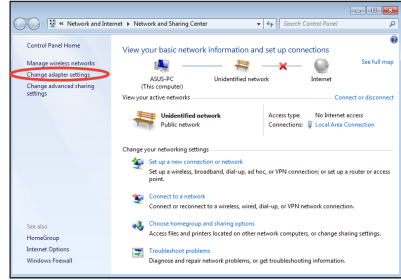 « Network and Internet ▸ Network and Sharing Center
Search Control Panel
Control Panel Home
Manage wireless networks
Change adapter settings
Change advanced sharing
settings
See also
HomeGroup
Internet Options
Windows Firewall
View your basic network information and set up connections
See full map
ASUS-PC
(This computer)
Unidentified network
Internet
View your active networks
Connect or disconnect
Unidentified network
Public network
Access type: No Internet access
Connections: Local Area Connection
Change your networking settings
Set up a new connection or network
Set up a wireless, broadband, dial-up, ad hoc, or VPN connection; or set up a router or access
point.
Connect to a network
Connect or reconnect to a wireless, wired, dial-up, or VPN network connection.
Choose homegroup and sharing options
Access files and printers located on other network computers, or change sharing settings.
Troubleshoot problems
Diagnose and repair network problems, or get troubleshooting information.